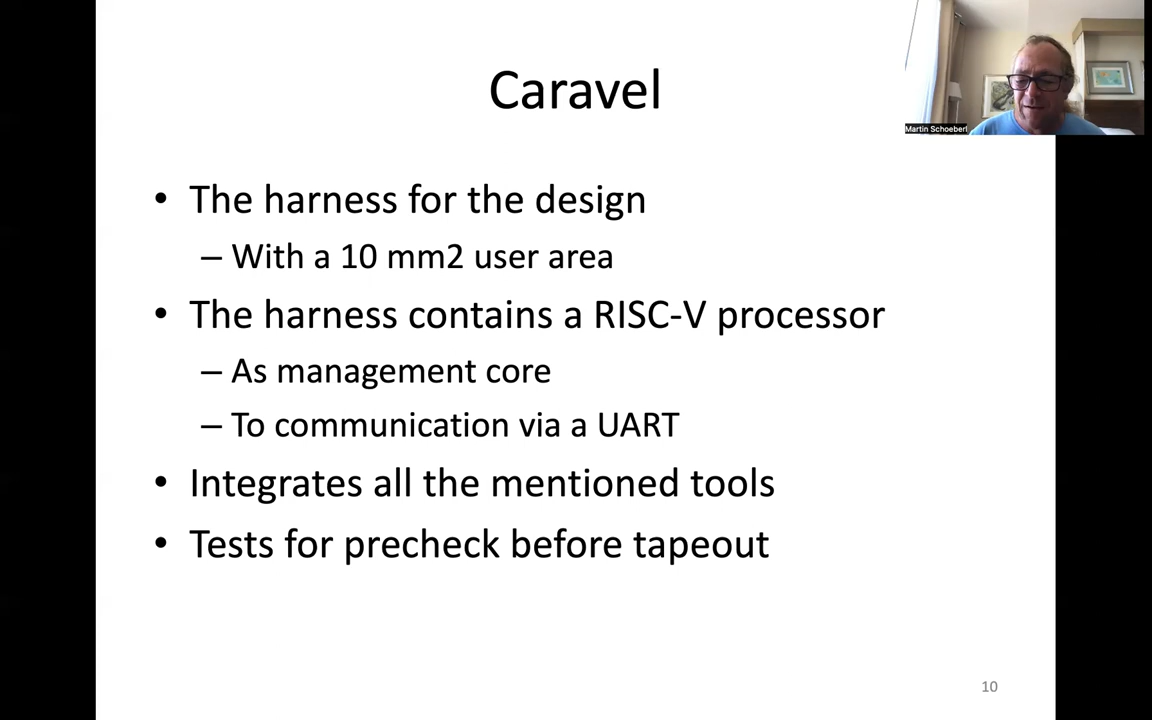 Caravel
Martin Schoeberl
• The harness for the design
– With a 10 mm2 user area
• The harness contains a RISC-V processor
– As management core
– To communication via a UART
• Integrates all the mentioned tools
• Tests for precheck before tapeout
10